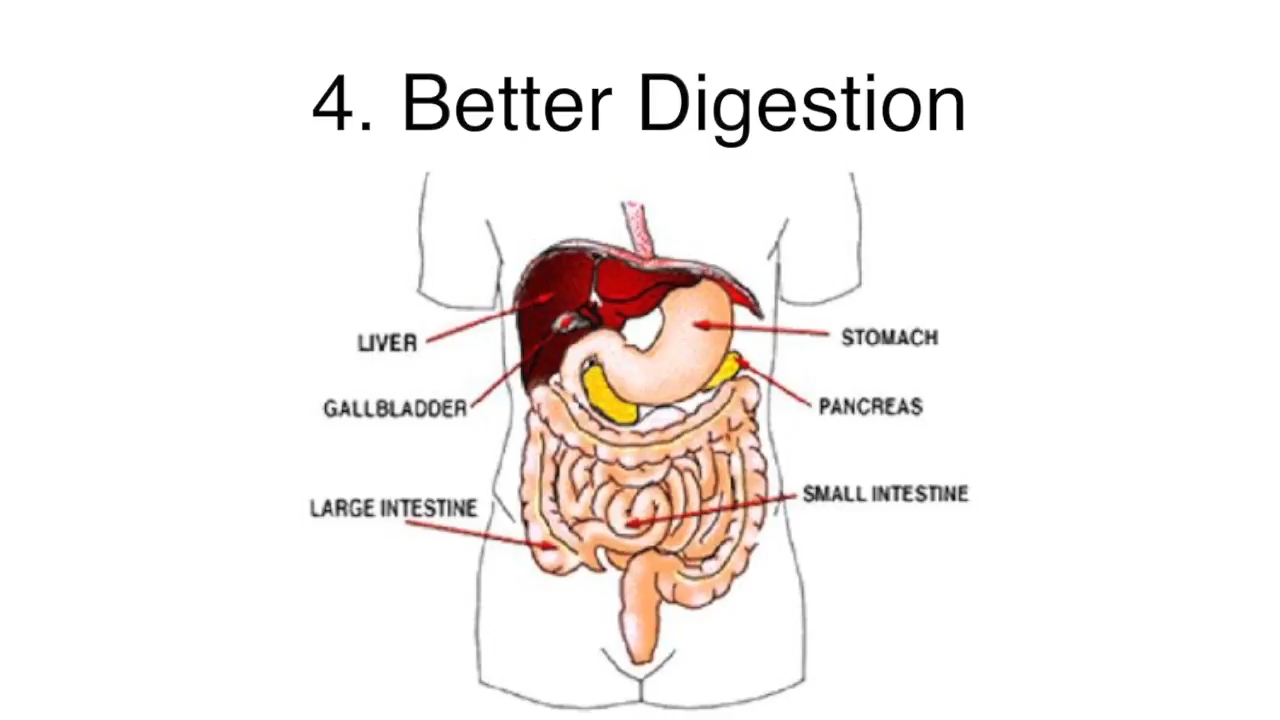 4. Better Digestion
LIVER
STOMACH
GALLBLADDER
PANCREAS
LARGE INTESTINE
SMALL INTESTINE